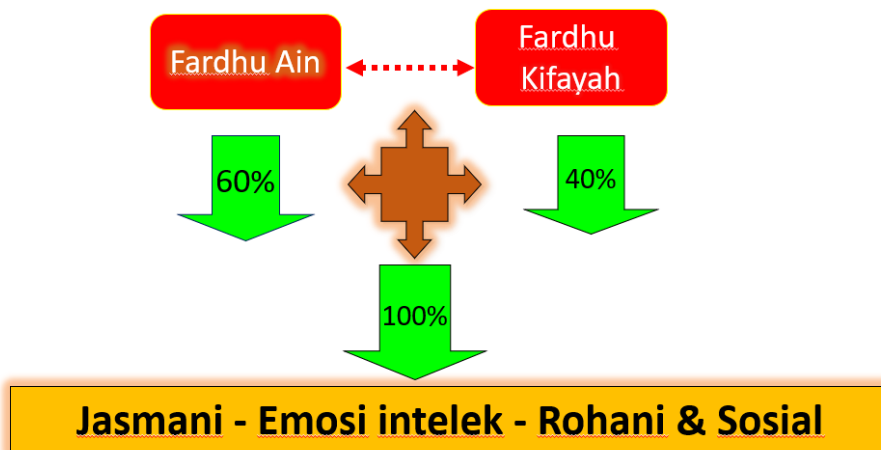 Fardhu Ain
Fardhu
Kifayah
60%
40%
100%
Jasmani - Emosi intelek - Rohani & Sosial